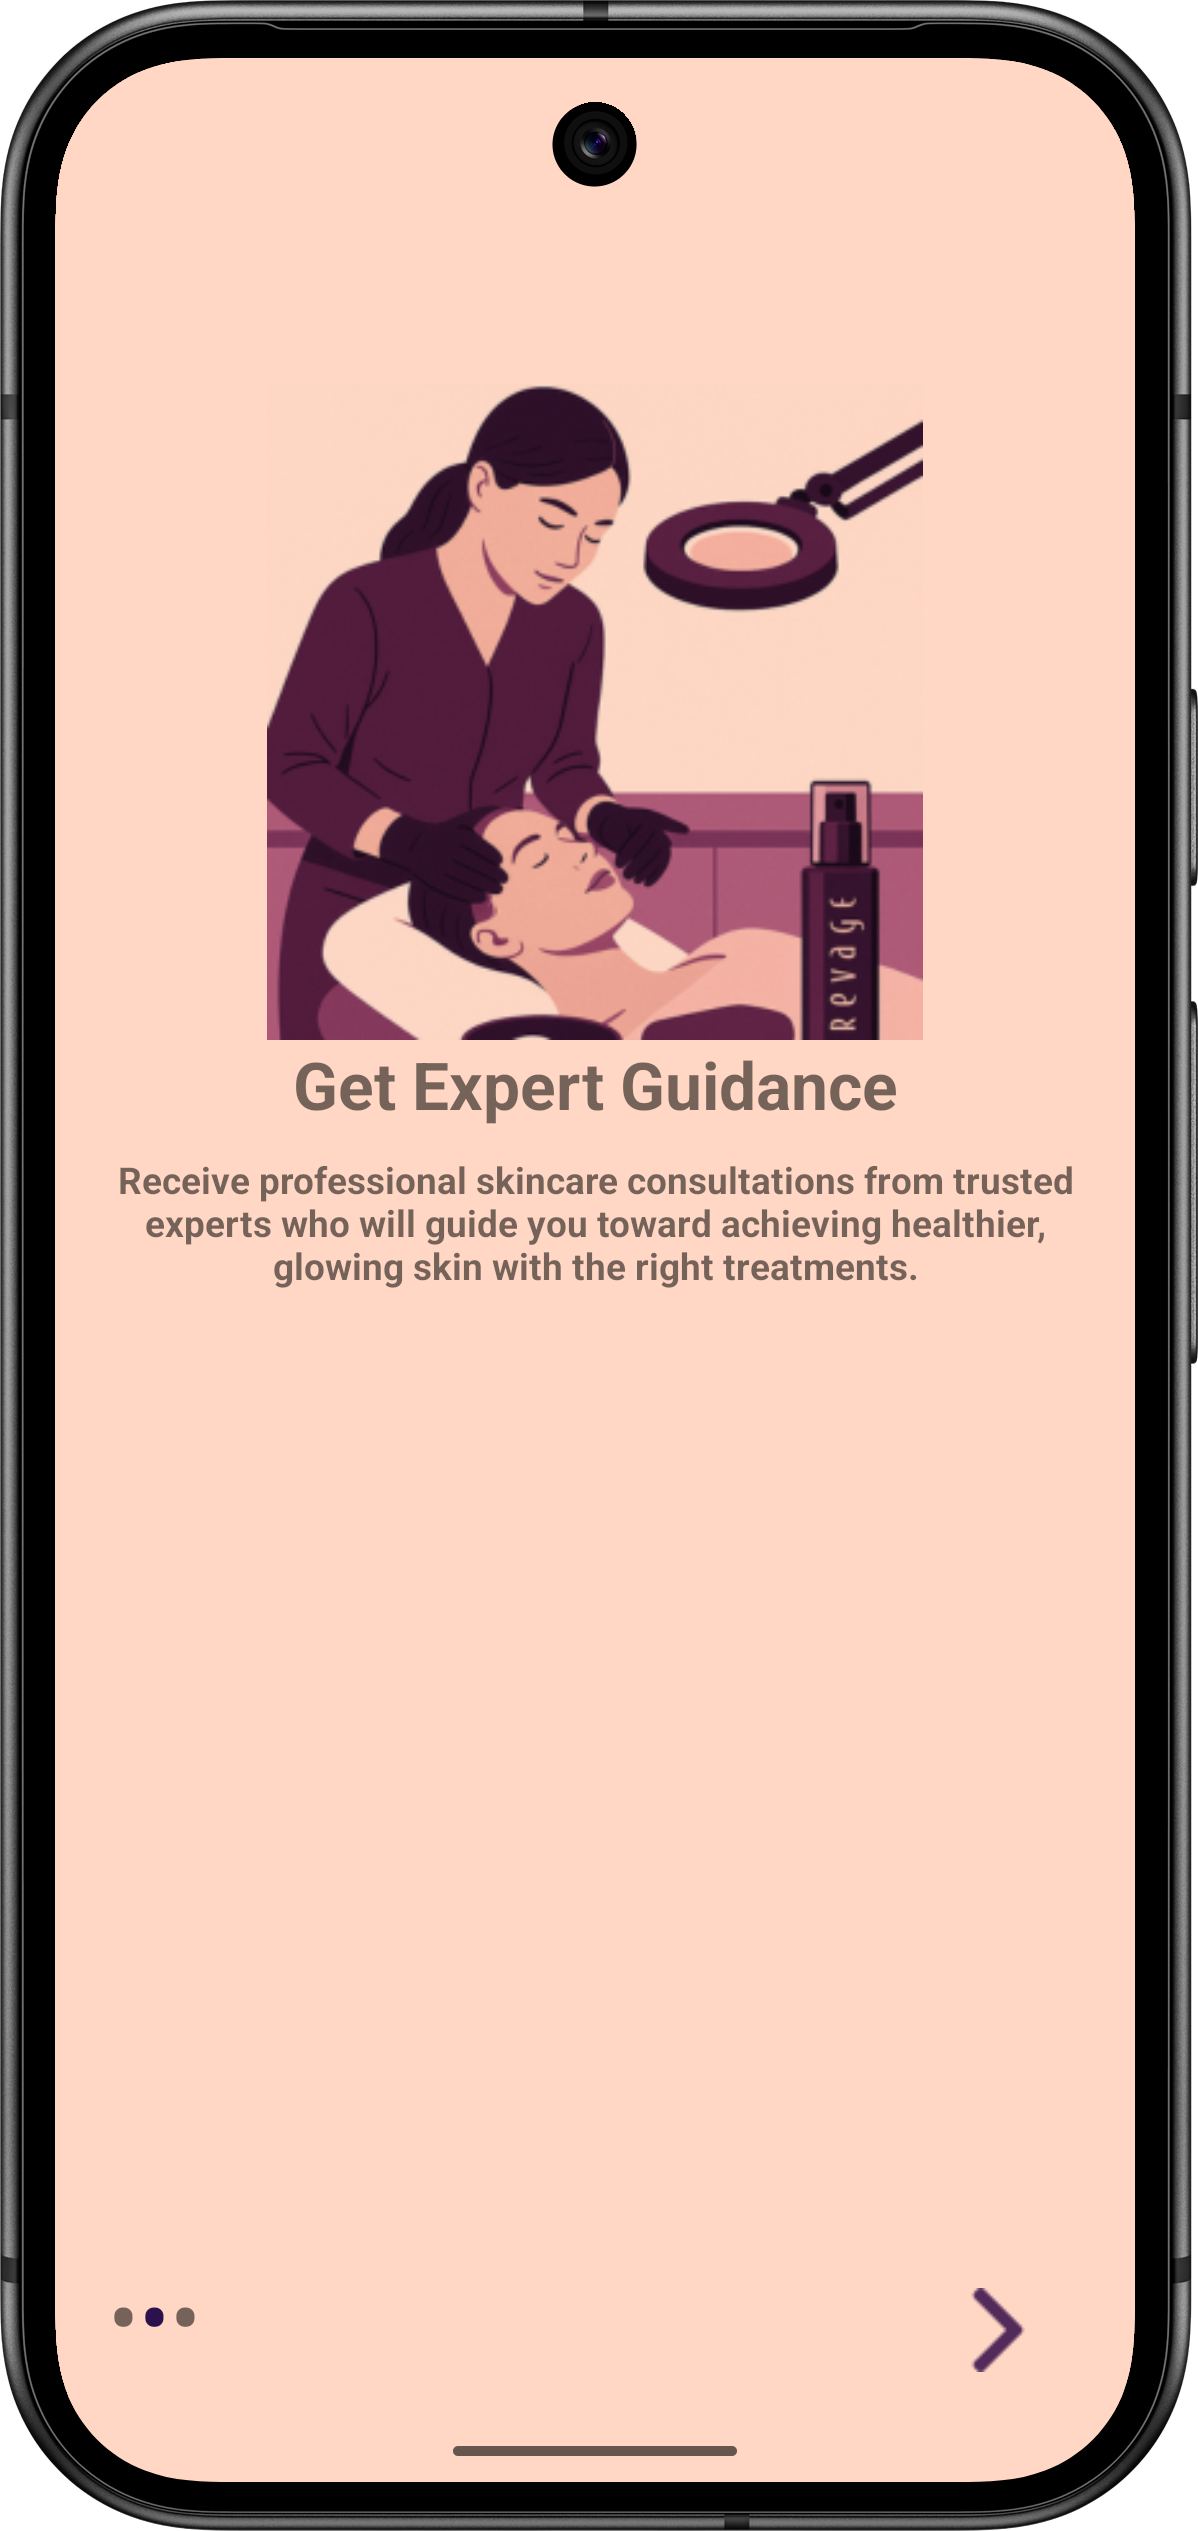 Revage
Get Expert Guidance
Receive professional skincare consultations from trusted
experts who will guide you toward achieving healthier,
glowing skin with the right treatments.